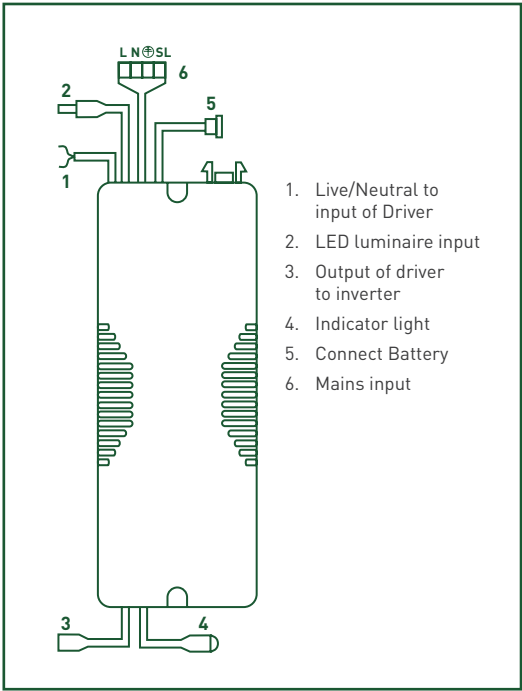 L N ⏚ SL
6
2
5
1
1. Live/Neutral to
input of Driver
2. LED luminaire input
3. Output of driver
to inverter
4. Indicator light
5. Connect Battery
6. Mains input
3
4